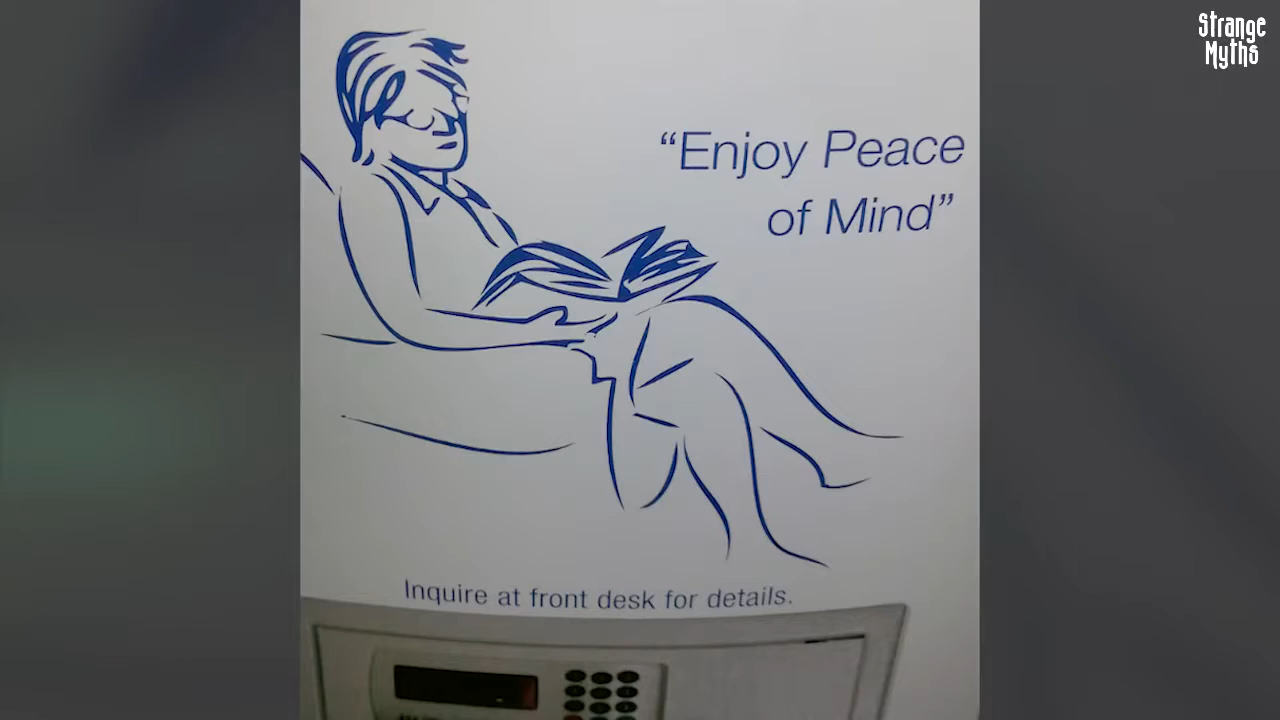 Strange
Myths
“Enjoy Peace
of Mind”
Inquire at front desk for details.